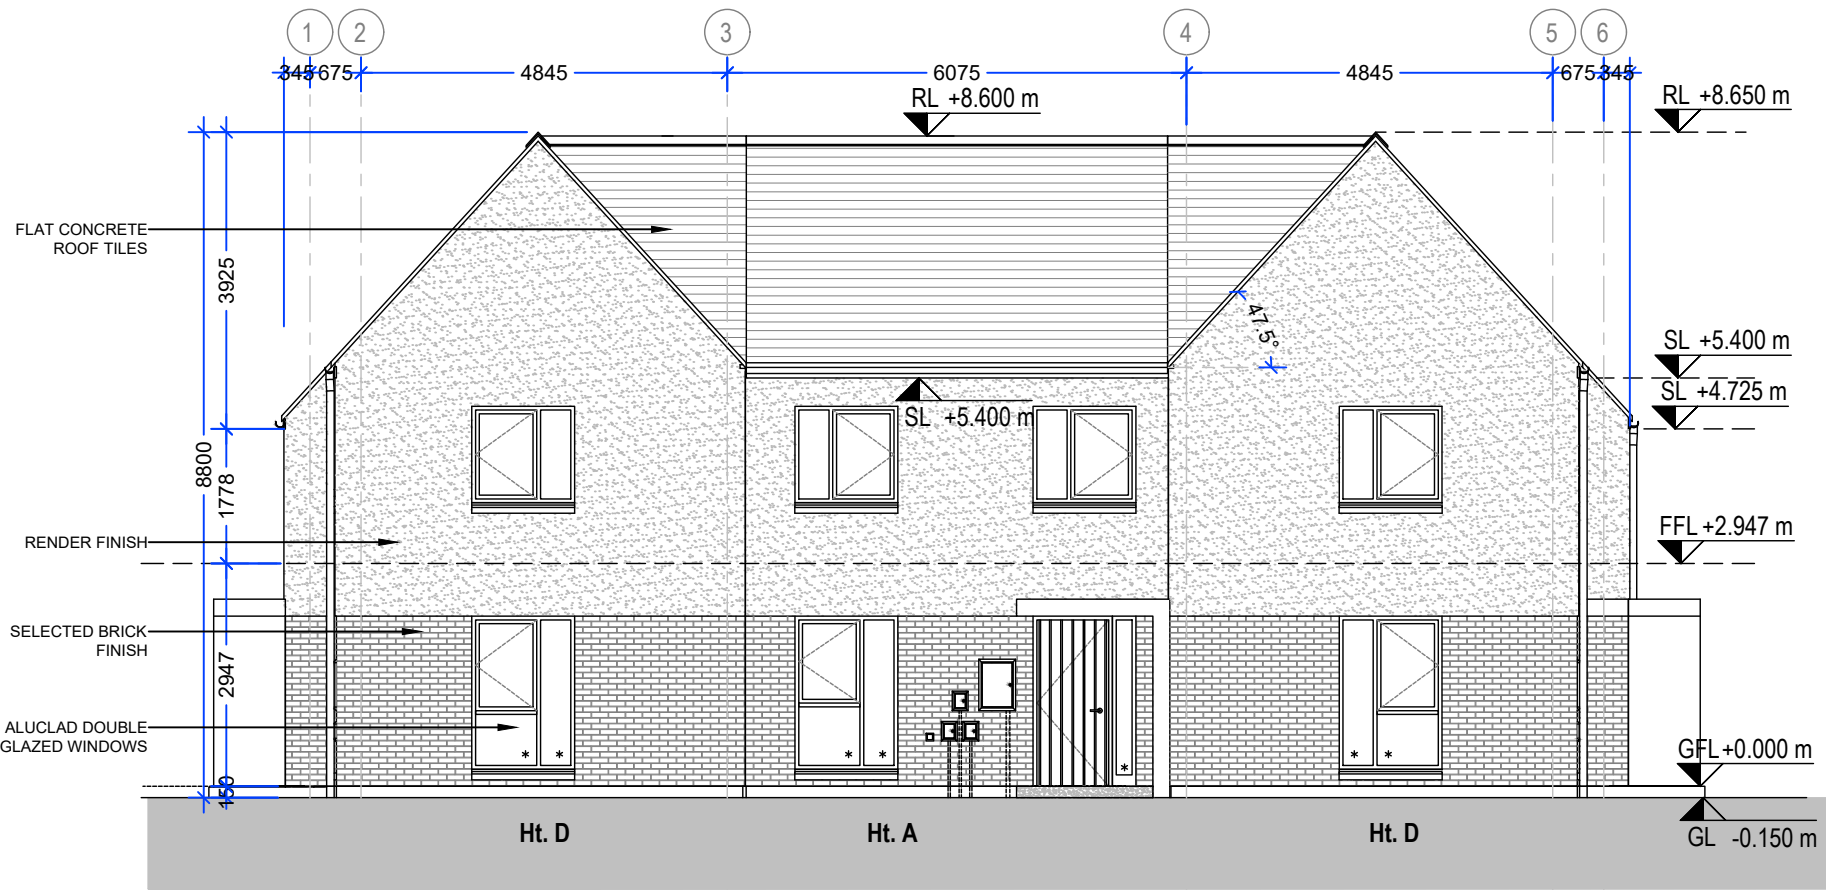 1 2 3 4 5 6
345 675 4845 6075 4845 675 345
RL +8.600 m
RL +8.650 m
FLAT CONCRETE
ROOF TILES
3925
47.5°
SL +5.400 m
SL +4.725 m
SL +5.400 m
8800
1778
FFL +2.947 m
RENDER FINISH
SELECTED BRICK
FINISH
2947
ALUCLAD DOUBLE
GLAZED WINDOWS
* * * * * * *
GFL +0.000 m
150
Ht. D Ht. A Ht. D
GL -0.150 m